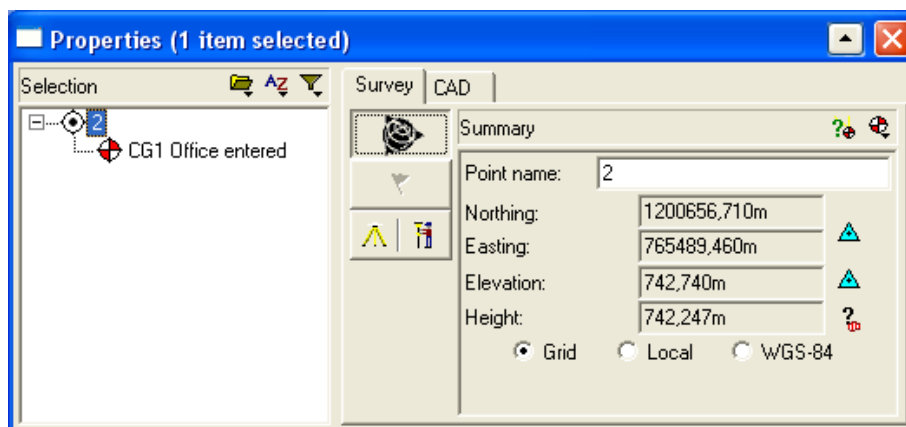 Properties (1 item selected)
Selection
AZ
2
CG1 Office entered
Survey
CAD
Summary
?
Point name: 2
Northing: 1200656,710m
Easting: 765489,460m
Elevation: 742,740m
Height: 742,247m
?
Grid Local WGS-84